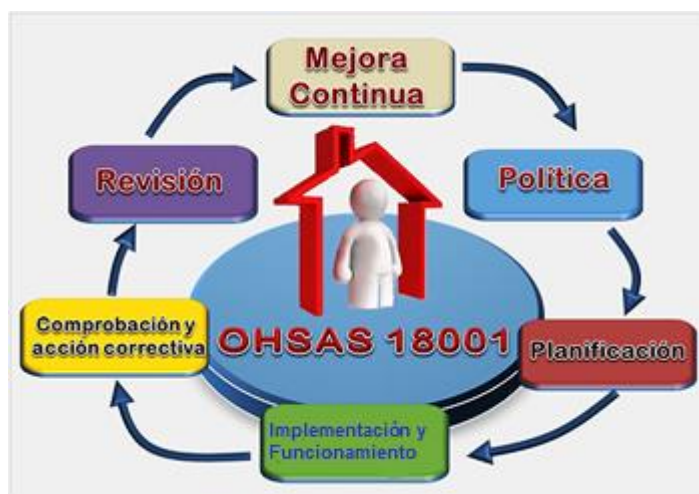 Mejora
Continua
Revisión
Política
Comprobación y
acción correctiva
OHSAS 18001
Planificación
Implementación y
Funcionamiento